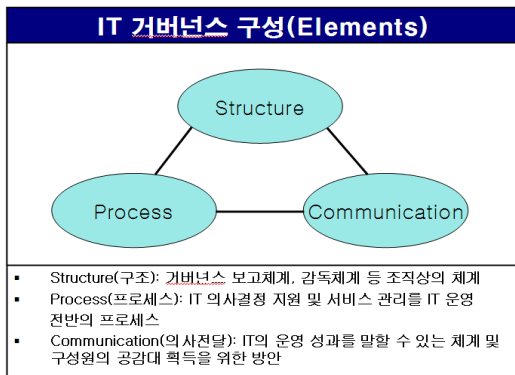 IT 거버넌스 구성(Elements)
Structure
Process
Communication
▪ Structure(구조): 거버넌스 보고체계, 감독체계 등 조직상의 체계
▪ Process(프로세스): IT 의사결정 지원 및 서비스 관리를 IT 운영
전반의 프로세스
▪ Communication(의사전달): IT의 운영 성과를 말할 수 있는 체계 및
구성원의 공감대 획득을 위한 방안